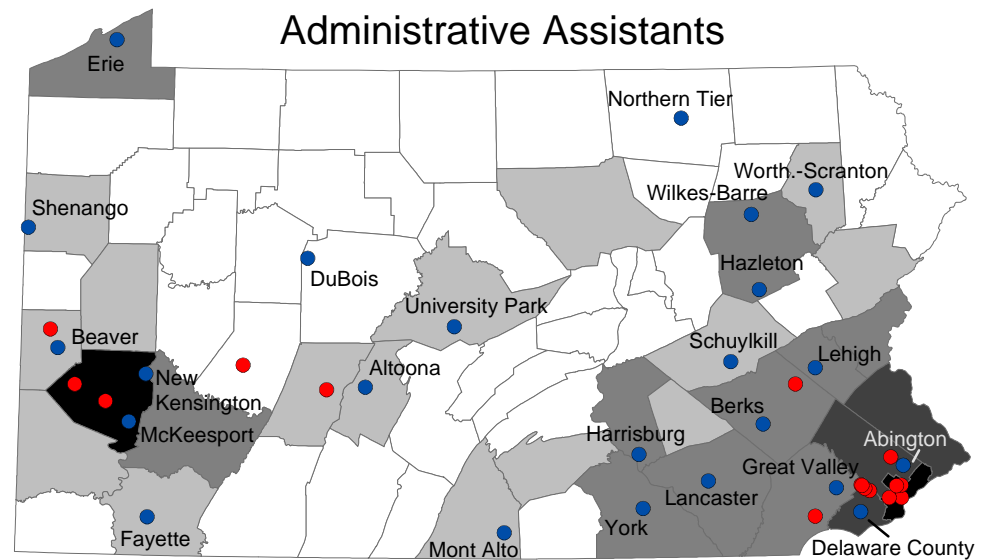 Administrative Assistants
Erie
Northern Tier
Worth.-Scranton
Wilkes-Barre
Shenango
Hazleton
DuBois
University Park
Beaver
Schuylkill
Lehigh
Altoona
New
Kensington
McKeesport
Berks
Harrisburg
Abington
Great Valley
Lancaster
York
Fayette
Mont Alto
Delaware County